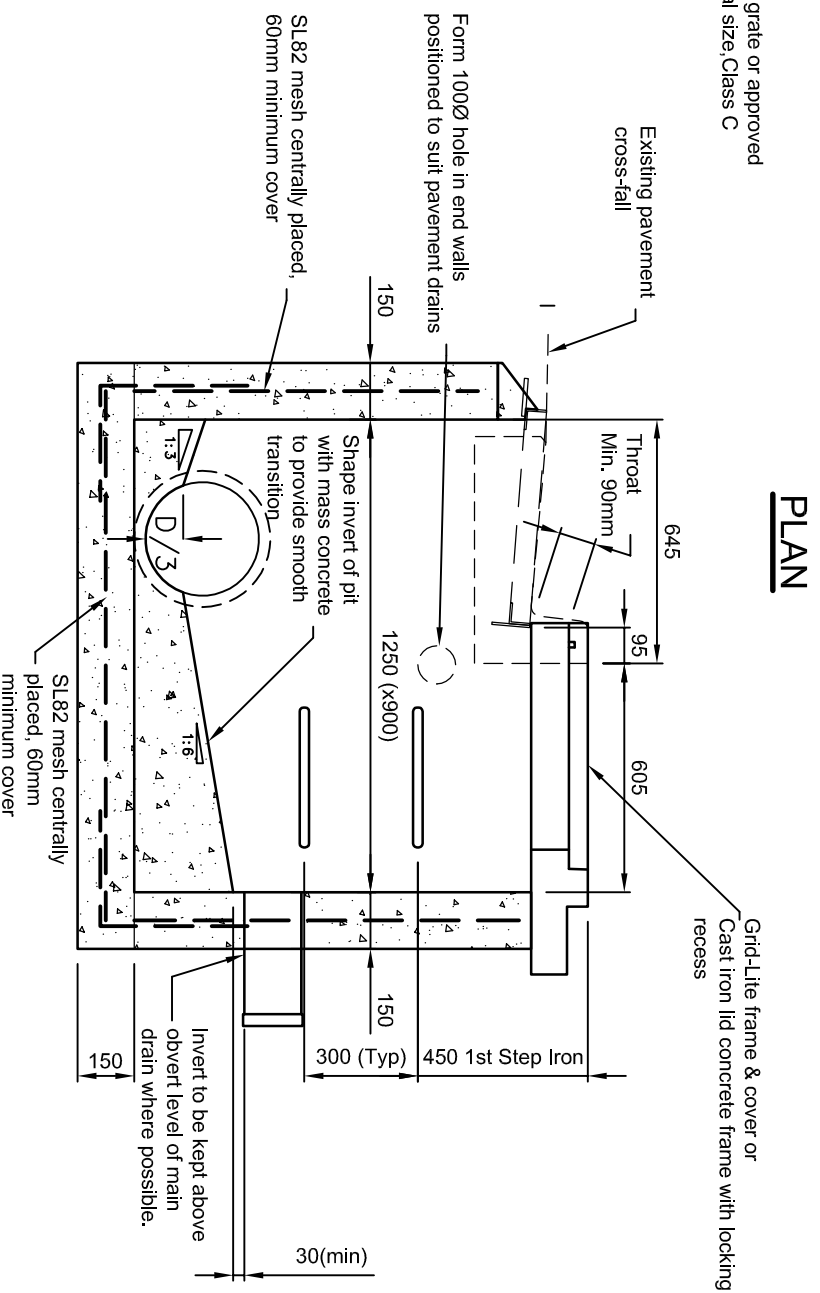 grate or approved
al size,Class C
PLAN
Existing pavement
cross-fall
Throat
Min. 90mm
645
95
605
Grid-Lite frame & cover or
Cast iron lid concrete frame with locking
recess
Form 100Ø hole in end walls
positioned to suit pavement drains
150
1250 (x900)
150
450 1st Step Iron
300 (Typ)
SL82 mesh centrally placed,
60mm minimum cover
Shape invert of pit
with mass concrete
to provide smooth
transition
1:3
D/3
1:6
Invert to be kept above
obvert level of main
drain where possible.
30(min)
150
SL82 mesh centrally
placed, 60mm
minimum cover